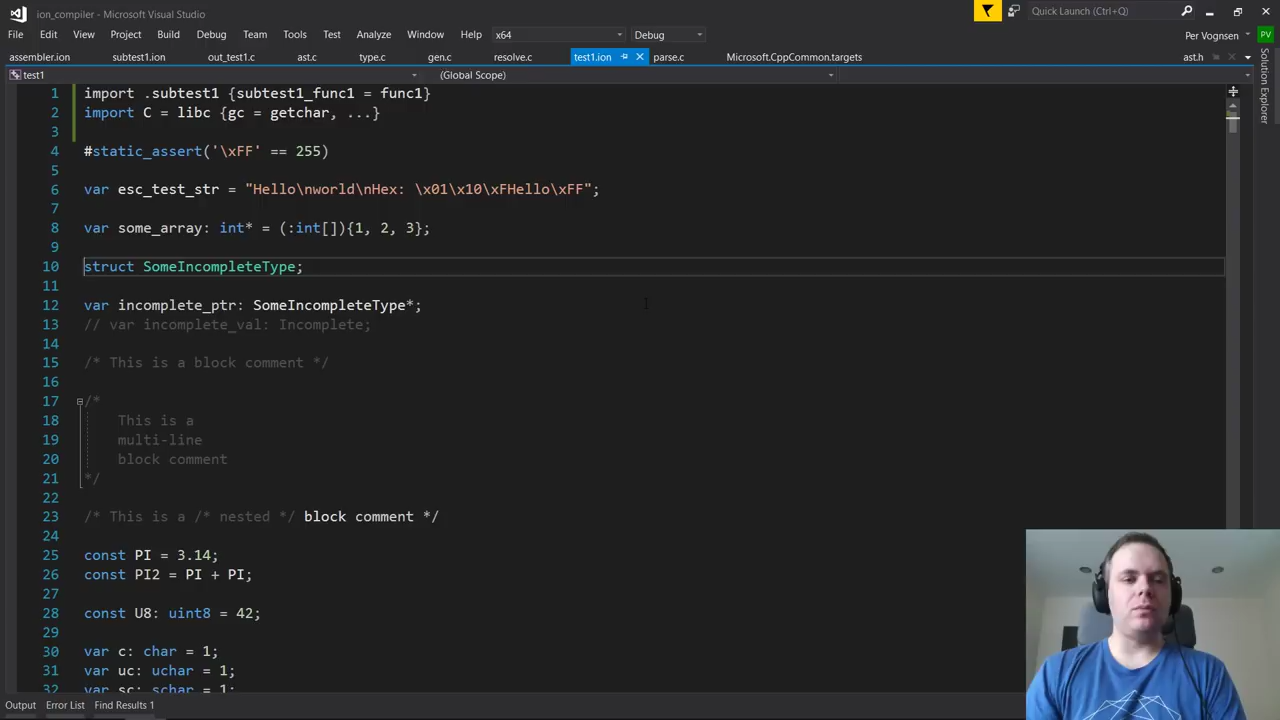 ion_compiler - Microsoft Visual Studio
Quick Launch (Ctrl+Q)
File Edit View Project Build Debug Team Tools Test Analyze Window Help x64 Debug Per Vognsen PV
assembler.ion subtest1.ion out_test1.c ast.c type.c gen.c resolve.c test1.ion parse.c Microsoft.CppCommon.targets ast.h
Solution Explorer
test1 (Global Scope)
1 import .subtest1 {subtest1_func1 = func1}
2 import C = libc {gc = getchar, ...}
3
4 #static_assert('\xFF' == 255)
5
6 var esc_test_str = "Hello\nworld\nHex: \x01\x10\xFHello\xFF";
7
8 var some_array: int* = (:int[]){1, 2, 3};
9
10 struct SomeIncompleteType;
11
12 var incomplete_ptr: SomeIncompleteType*;
13 // var incomplete_val: Incomplete;
14
15 /* This is a block comment */
16
17 /*
18 This is a
19 multi-line
20 block comment
21 */
22
23 /* This is a /* nested */ block comment */
24
25 const PI = 3.14;
26 const PI2 = PI + PI;
27
28 const U8: uint8 = 42;
29
30 var c: char = 1;
31 var uc: uchar = 1;
32 var sc: schar = 1;
Output Error List Find Results 1